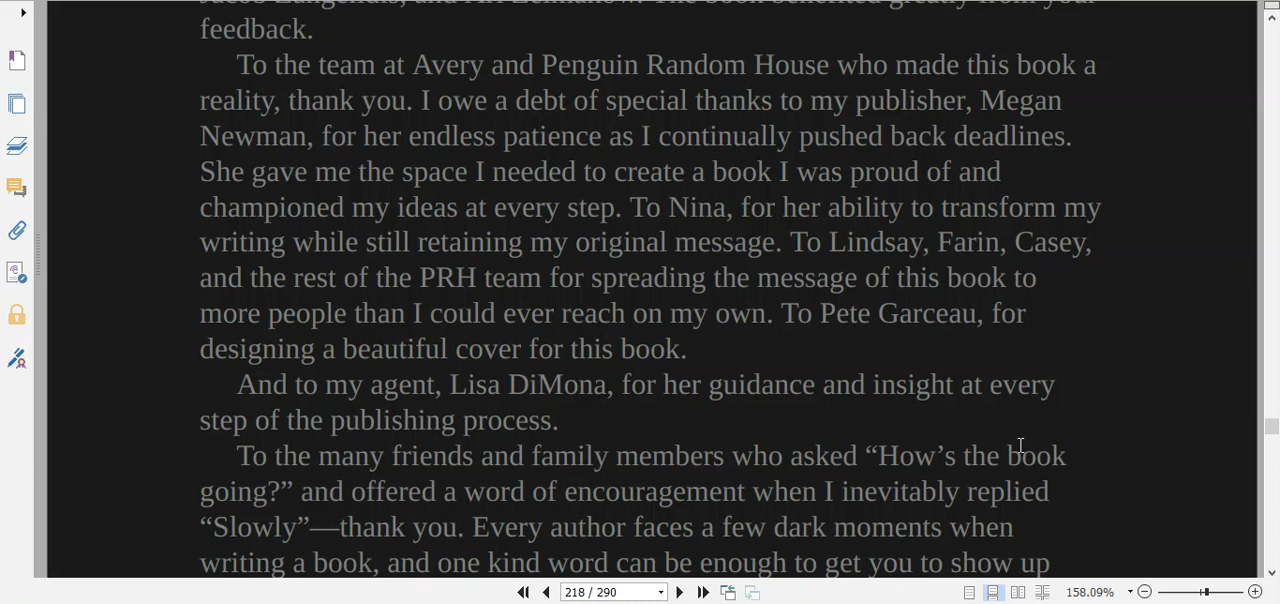 feedback.
To the team at Avery and Penguin Random House who made this book a
reality, thank you. I owe a debt of special thanks to my publisher, Megan
Newman, for her endless patience as I continually pushed back deadlines.
She gave me the space I needed to create a book I was proud of and
championed my ideas at every step. To Nina, for her ability to transform my
writing while still retaining my original message. To Lindsay, Farin, Casey,
and the rest of the PRH team for spreading the message of this book to
more people than I could ever reach on my own. To Pete Garceau, for
designing a beautiful cover for this book.
And to my agent, Lisa DiMona, for her guidance and insight at every
step of the publishing process.
To the many friends and family members who asked “How’s the book
going?” and offered a word of encouragement when I inevitably replied
“Slowly”—thank you. Every author faces a few dark moments when
writing a book, and one kind word can be enough to get you to show up
218 / 290
158.09%